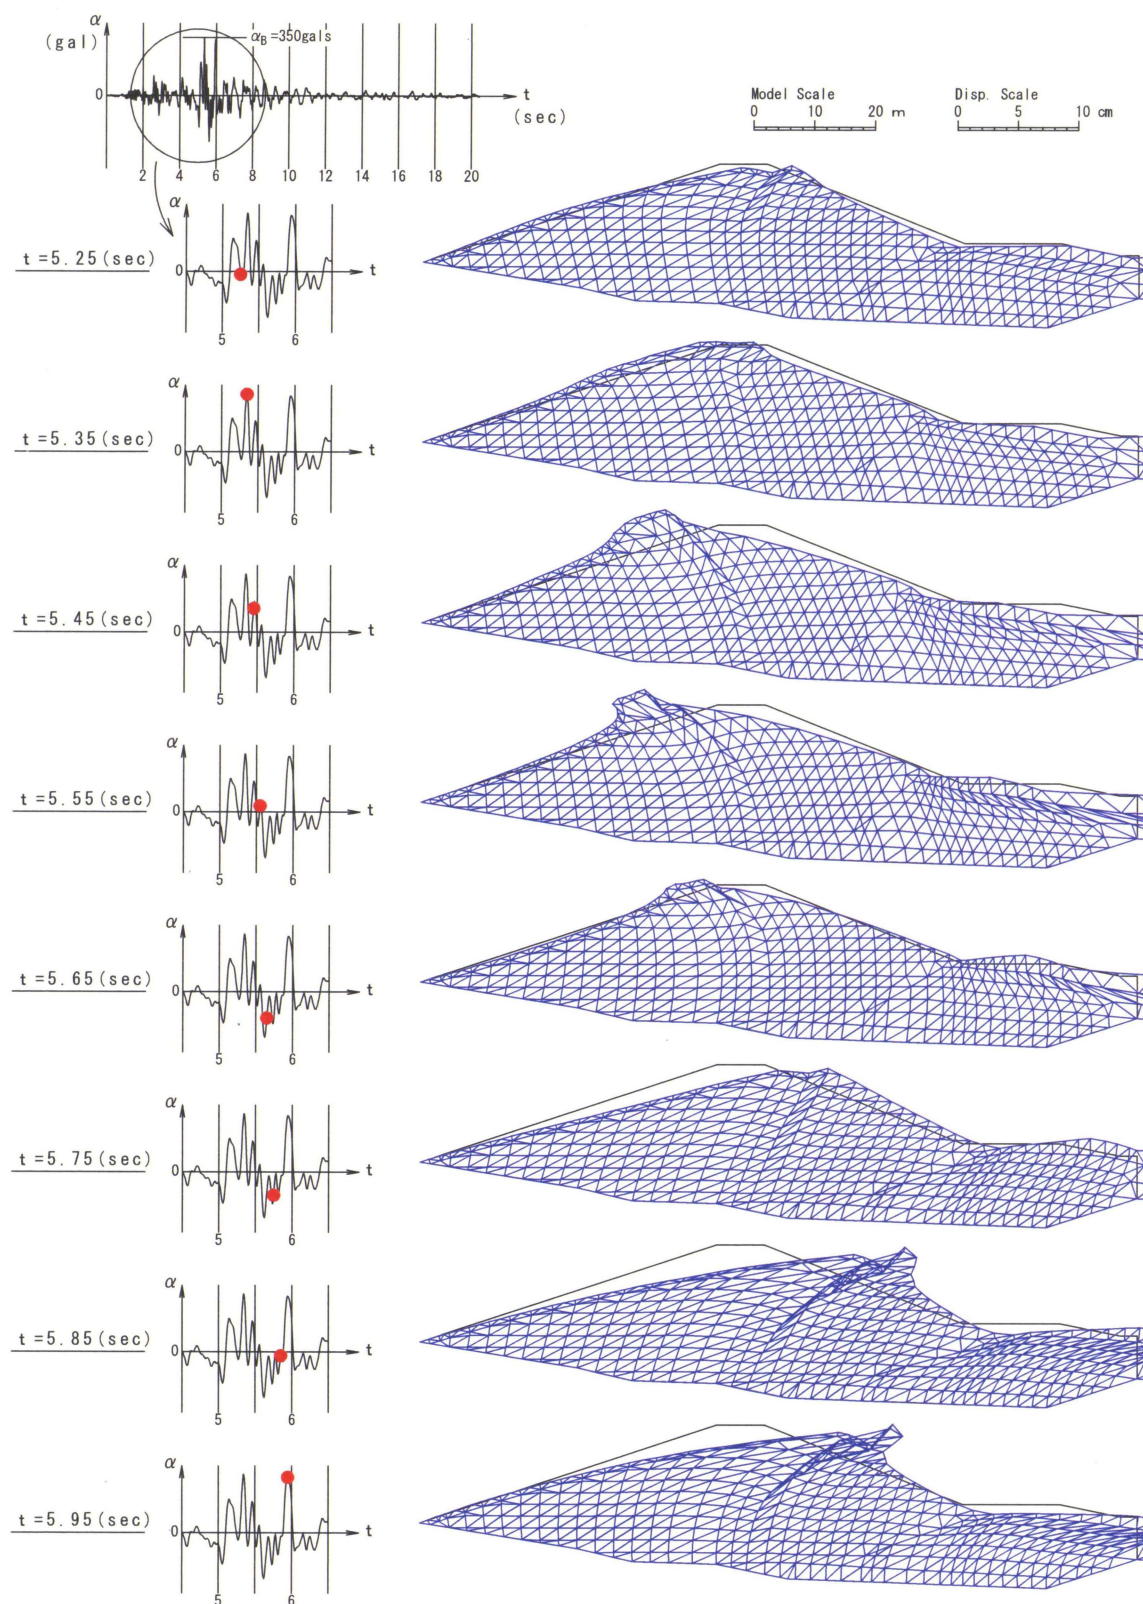 α
(gal)
α_B=350gals
0
t
(sec)
2 4 6 8 10 12 14 16 18 20
Model Scale
0 10 20 m
Disp. Scale
0 5 10 cm
α
t=5.25(sec)
0
t
5 6
α
t=5.35(sec)
0
t
5 6
α
t=5.45(sec)
0
t
5 6
α
t=5.55(sec)
0
t
5 6
α
t=5.65(sec)
0
t
5 6
α
t=5.75(sec)
0
t
5 6
α
t=5.85(sec)
0
t
5 6
α
t=5.95(sec)
0
t
5 6